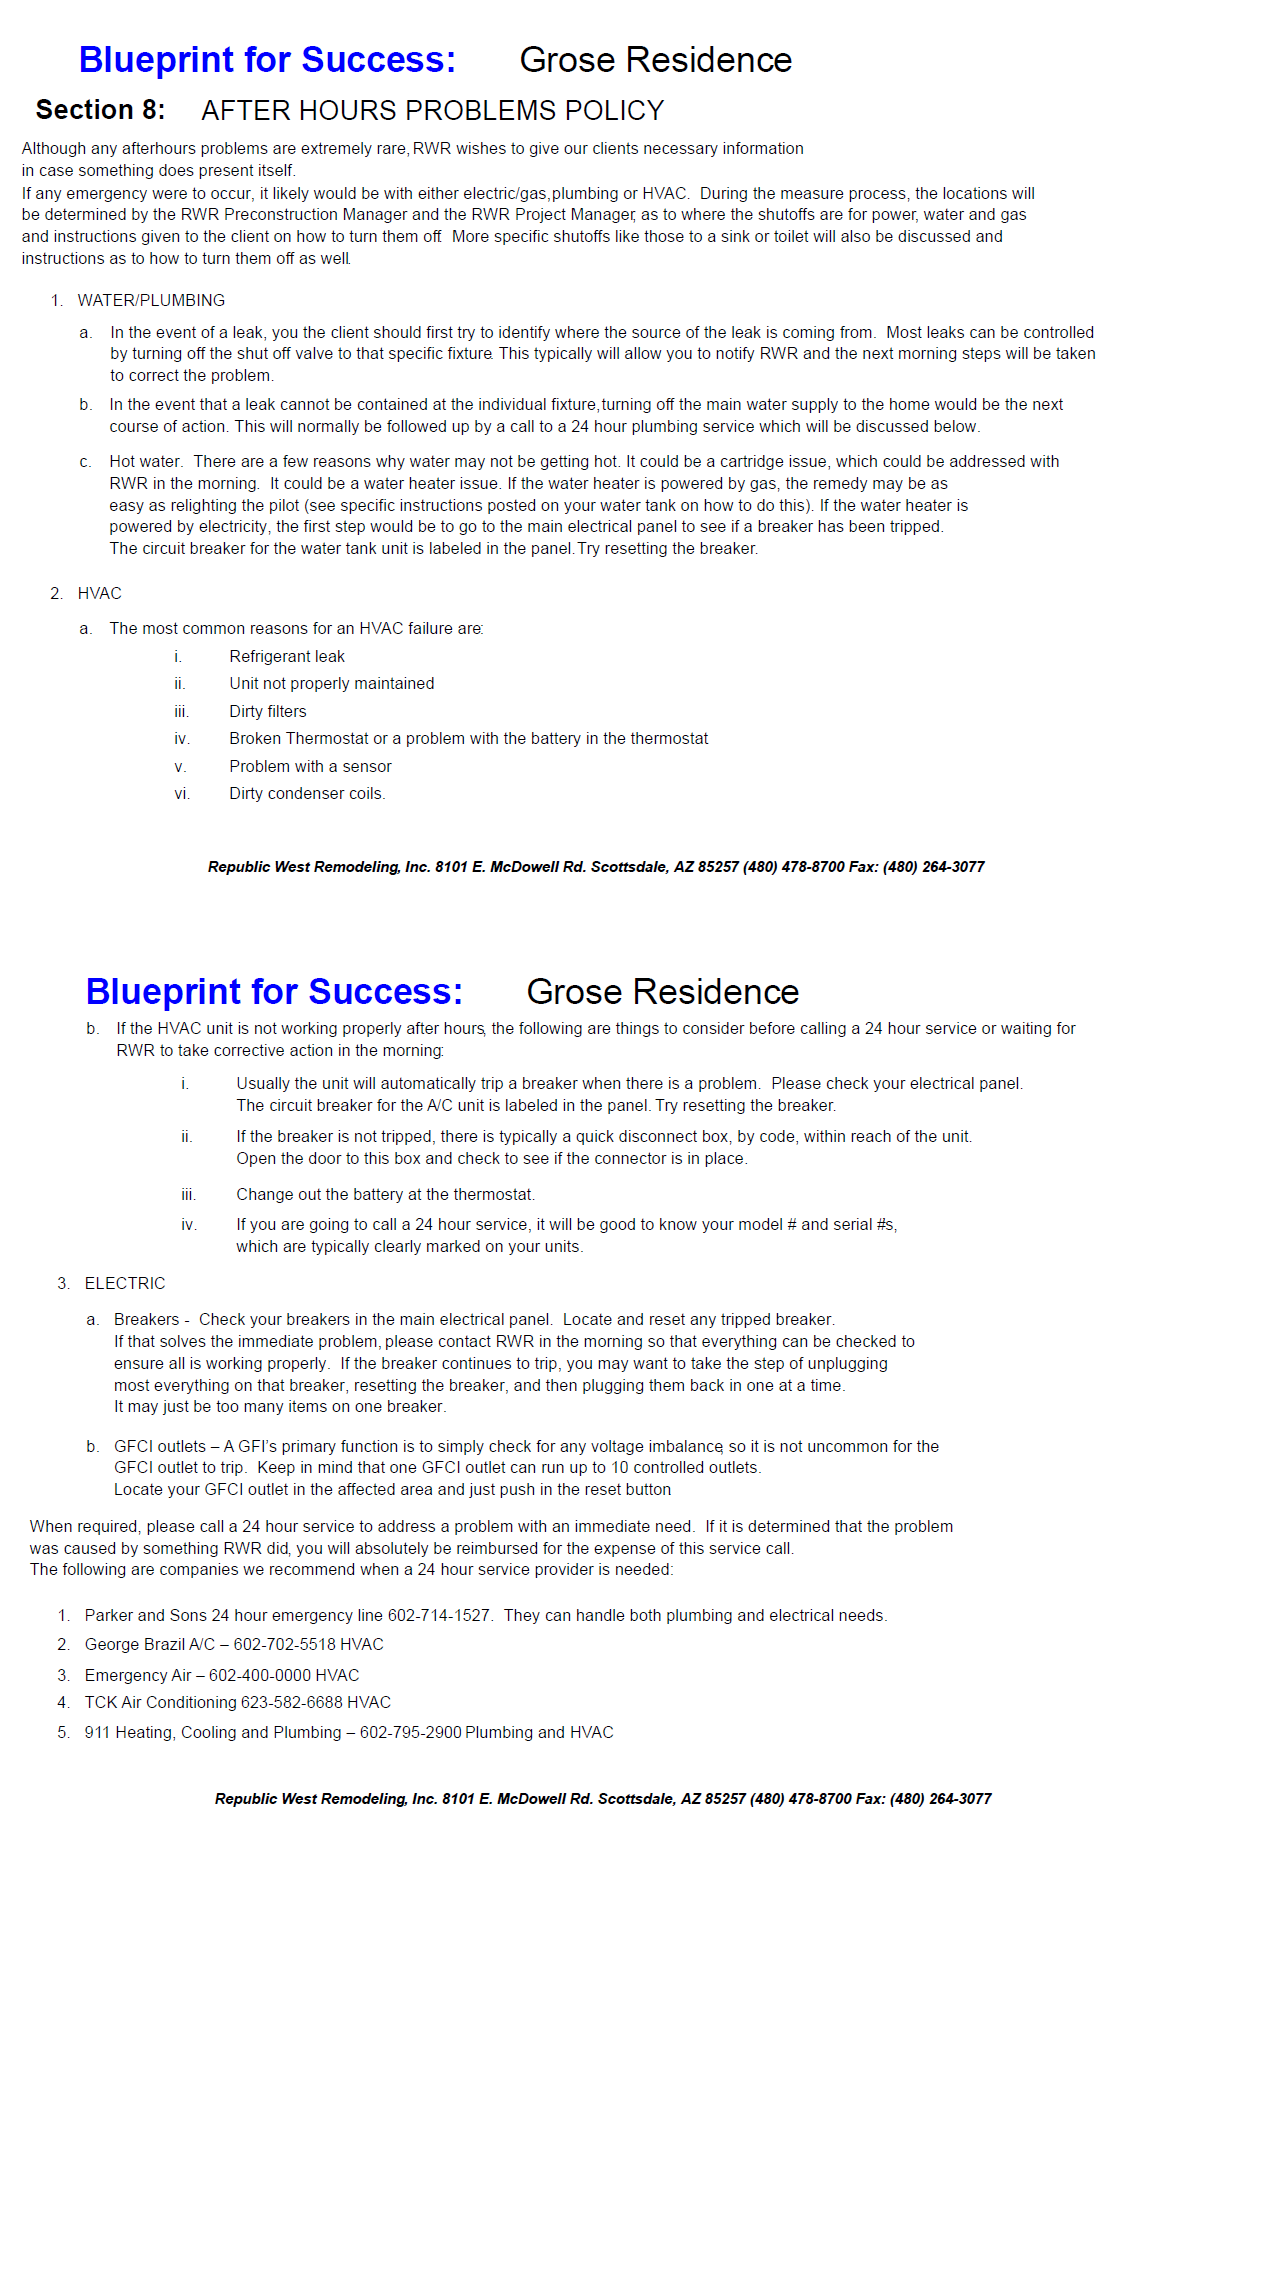 Blueprint for Success: Grose Residence
Section 8: AFTER HOURS PROBLEMS POLICY
Although any afterhours problems are extremely rare, RWR wishes to give our clients necessary information
in case something does present itself.
If any emergency were to occur, it likely would be with either electric/gas,plumbing or HVAC. During the measure process, the locations will
be determined by the RWR Preconstruction Manager and the RWR Project Manager, as to where the shutoffs are for power, water and gas
and instructions given to the client on how to turn them off. More specific shutoffs like those to a sink or toilet will also be discussed and
instructions as to how to turn them off as well.
1. WATER/PLUMBING
a. In the event of a leak, you the client should first try to identify where the source of the leak is coming from. Most leaks can be controlled
by turning off the shut off valve to that specific fixture. This typically will allow you to notify RWR and the next morning steps will be taken
to correct the problem.
b. In the event that a leak cannot be contained at the individual fixture,turning off the main water supply to the home would be the next
course of action. This will normally be followed up by a call to a 24 hour plumbing service which will be discussed below.
c. Hot water. There are a few reasons why water may not be getting hot. It could be a cartridge issue, which could be addressed with
RWR in the morning. It could be a water heater issue. If the water heater is powered by gas, the remedy may be as
easy as relighting the pilot (see specific instructions posted on your water tank on how to do this). If the water heater is
powered by electricity, the first step would be to go to the main electrical panel to see if a breaker has been tripped.
The circuit breaker for the water tank unit is labeled in the panel. Try resetting the breaker.
2. HVAC
a. The most common reasons for an HVAC failure are:
i. Refrigerant leak
ii. Unit not properly maintained
iii. Dirty filters
iv. Broken Thermostat or a problem with the battery in the thermostat
v. Problem with a sensor
vi. Dirty condenser coils.
Republic West Remodeling, Inc. 8101 E. McDowell Rd. Scottsdale, AZ 85257 (480) 478-8700 Fax: (480) 264-3077
Blueprint for Success: Grose Residence
b. If the HVAC unit is not working properly after hours, the following are things to consider before calling a 24 hour service or waiting for
RWR to take corrective action in the morning:
i. Usually the unit will automatically trip a breaker when there is a problem. Please check your electrical panel.
The circuit breaker for the A/C unit is labeled in the panel. Try resetting the breaker.
ii. If the breaker is not tripped, there is typically a quick disconnect box, by code, within reach of the unit.
Open the door to this box and check to see if the connector is in place.
iii. Change out the battery at the thermostat.
iv. If you are going to call a 24 hour service, it will be good to know your model # and serial #s,
which are typically clearly marked on your units.
3. ELECTRIC
a. Breakers - Check your breakers in the main electrical panel. Locate and reset any tripped breaker.
If that solves the immediate problem, please contact RWR in the morning so that everything can be checked to
ensure all is working properly. If the breaker continues to trip, you may want to take the step of unplugging
most everything on that breaker, resetting the breaker, and then plugging them back in one at a time.
It may just be too many items on one breaker.
b. GFCI outlets – A GFI’s primary function is to simply check for any voltage imbalance, so it is not uncommon for the
GFCI outlet to trip. Keep in mind that one GFCI outlet can run up to 10 controlled outlets.
Locate your GFCI outlet in the affected area and just push in the reset button
When required, please call a 24 hour service to address a problem with an immediate need. If it is determined that the problem
was caused by something RWR did, you will absolutely be reimbursed for the expense of this service call.
The following are companies we recommend when a 24 hour service provider is needed:
1. Parker and Sons 24 hour emergency line 602-714-1527. They can handle both plumbing and electrical needs.
2. George Brazil A/C – 602-702-5518 HVAC
3. Emergency Air – 602-400-0000 HVAC
4. TCK Air Conditioning 623-582-6688 HVAC
5. 911 Heating, Cooling and Plumbing – 602-795-2900 Plumbing and HVAC
Republic West Remodeling, Inc. 8101 E. McDowell Rd. Scottsdale, AZ 85257 (480) 478-8700 Fax: (480) 264-3077